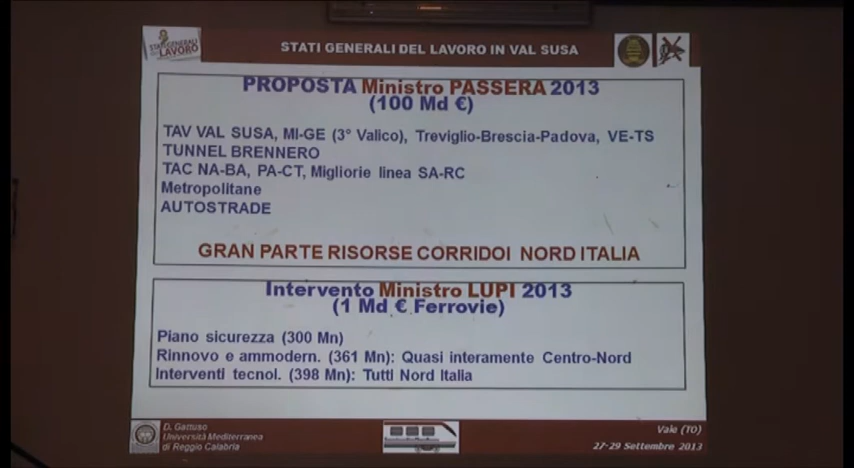 STATI GENERALI
LAVORO
STATI GENERALI DEL LAVORO IN VAL SUSA
PROPOSTA Ministro PASSERA 2013
(100 Md €)
TAV VAL SUSA, MI-GE (3° Valico), Treviglio-Brescia-Padova, VE-TS
TUNNEL BRENNERO
TAC NA-BA, PA-CT, Migliorie linea SA-RC
Metropolitane
AUTOSTRADE
GRAN PARTE RISORSE CORRIDOI NORD ITALIA
Intervento Ministro LUPI 2013
(1 Md € Ferrovie)
Piano sicurezza (300 Mn)
Rinnovo e ammodern. (361 Mn): Quasi interamente Centro-Nord
Interventi tecnol. (398 Mn): Tutti Nord Italia
D. Gattuso
Università Mediterranea
di Reggio Calabria
Vaie (TO)
27-29 Settembre 2013